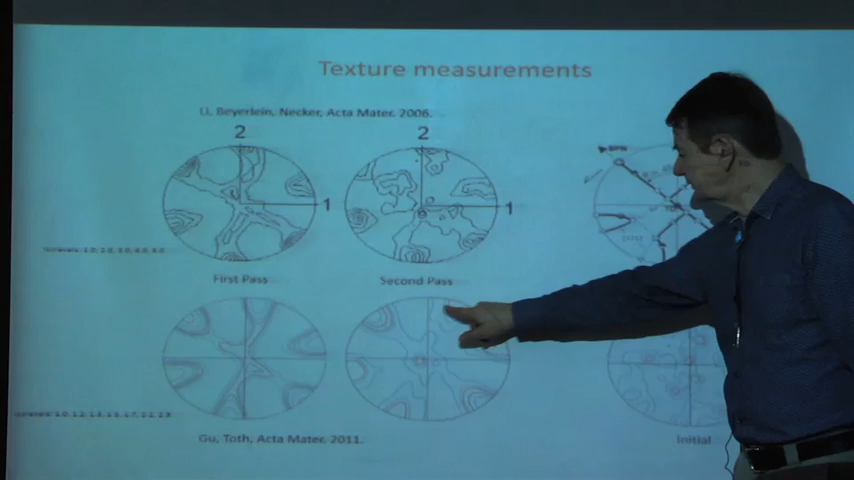 Texture measurements
Li, Beyerlein, Necker, Acta Mater. 2006.
2
2
1
1
First Pass
Second Pass
Gu, Toth, Acta Mater. 2011.
Initial